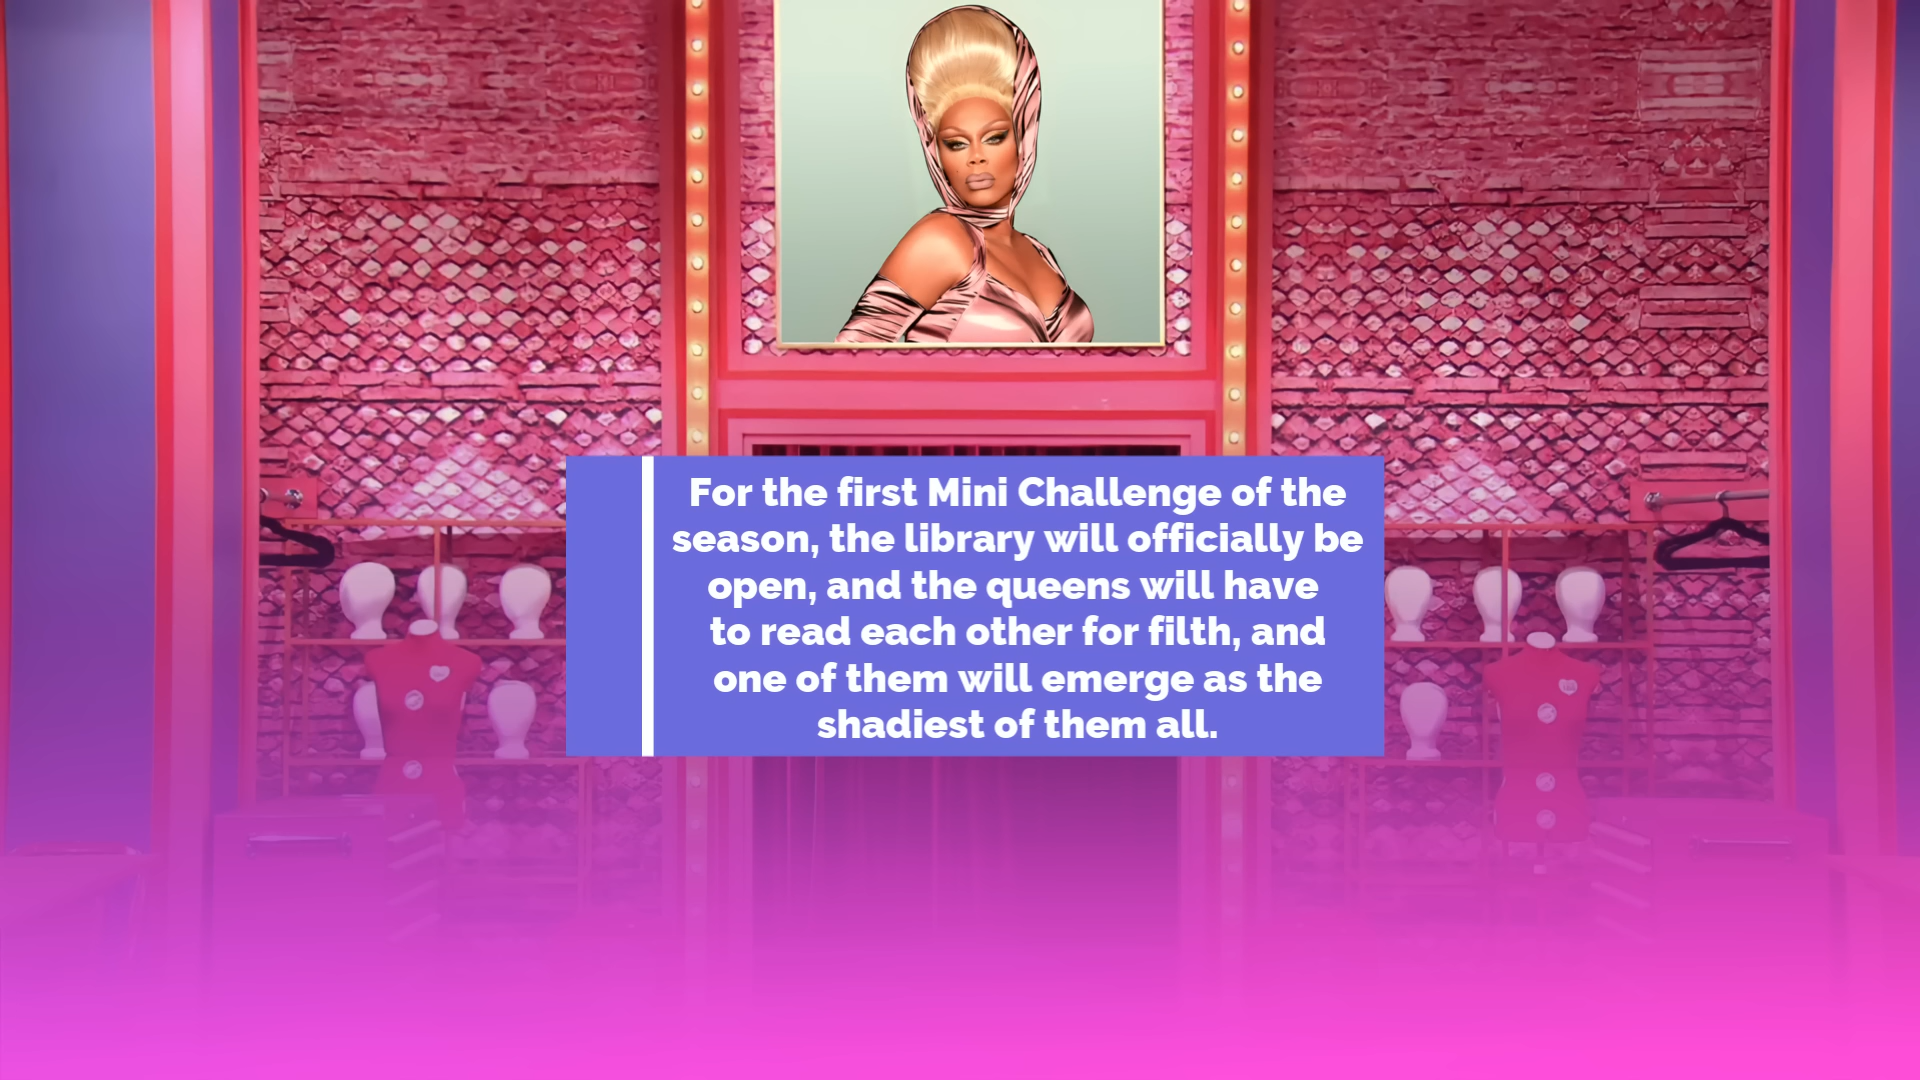 For the first Mini Challenge of the
season, the library will officially be
open, and the queens will have
to read each other for filth, and
one of them will emerge as the
shadiest of them all.